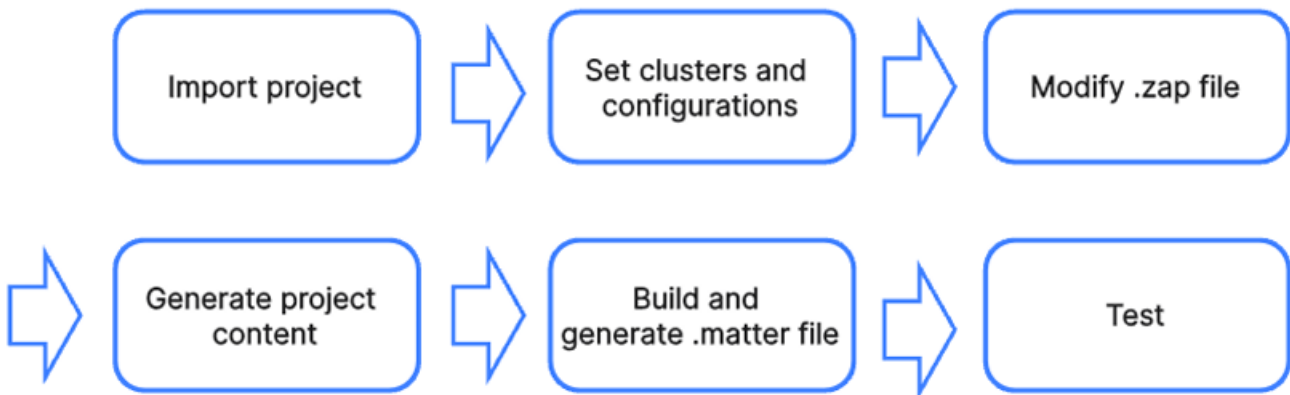 Import project
Set clusters and
configurations
Modify .zap file
Generate project
content
Build and
generate .matter file
Test